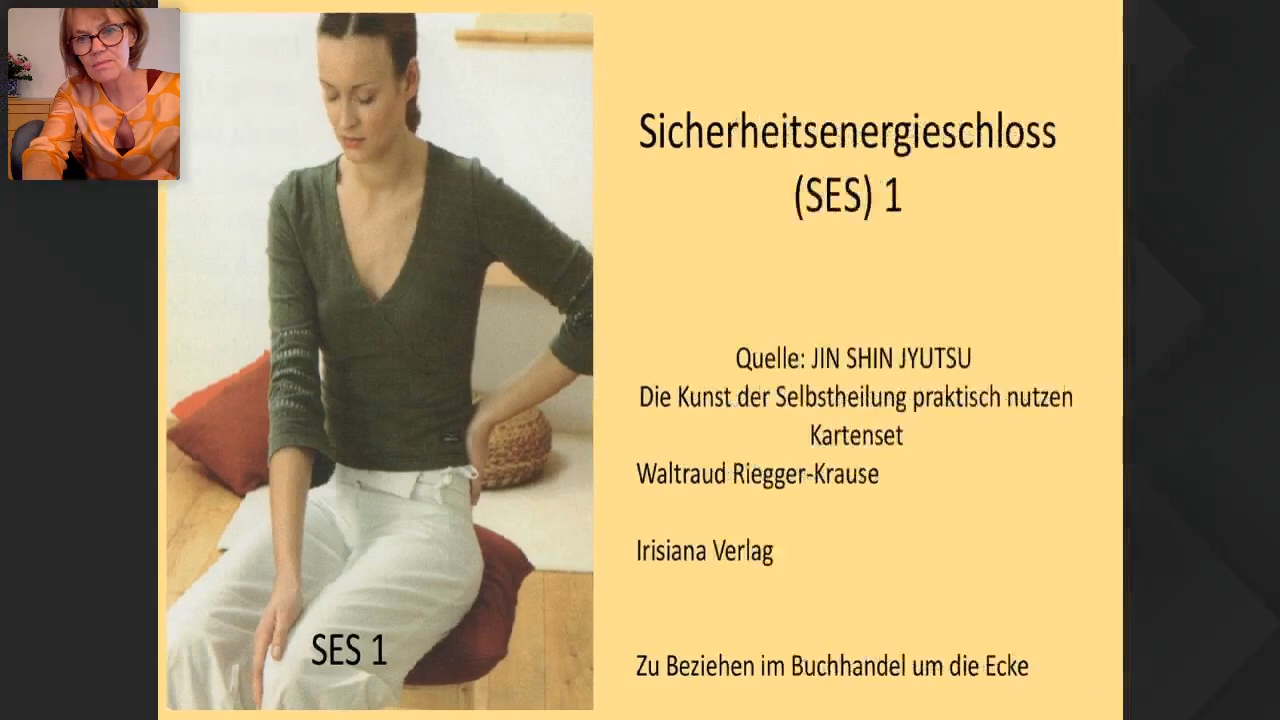 Sicherheitsenergieschloss
(SES) 1
Quelle: JIN SHIN JYUTSU
Die Kunst der Selbstheilung praktisch nutzen
Kartenset
Waltraud Riegger-Krause
Irisiana Verlag
Zu Beziehen im Buchhandel um die Ecke
SES 1